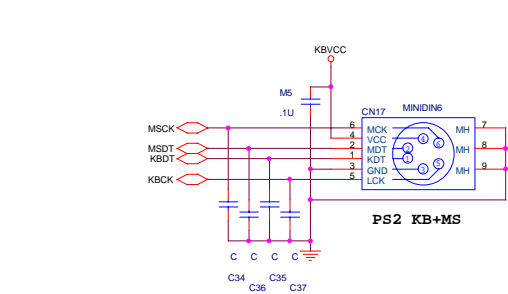 KBVCC
M5
.1U
CN17 MINIDIN6
MSCK 6 MCK MH 7
4 VCC 4 6
MSDT 2 MDT 2 MH 8
KBDT 1 KDT 1
3 GND 3 5 MH 9
KBCK 5 LCK
PS2 KB+MS
C C C C
C34 C35
C36 C37